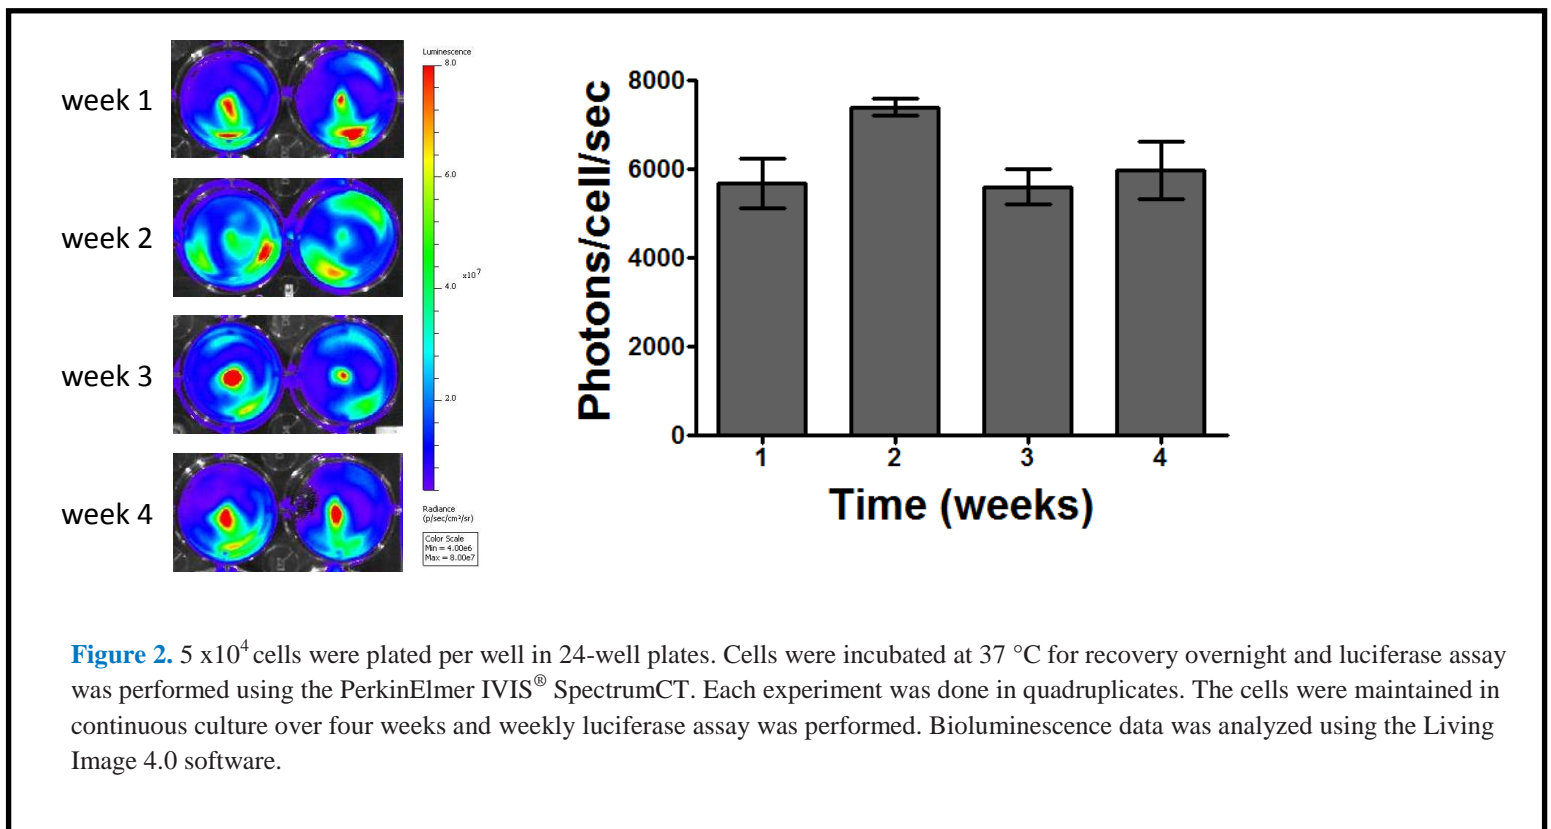 week 1
week 2
week 3
week 4
Luminescence
8.0
6.0
x10⁷
4.0
2.0
Radiance
(p/sec/cm²/sr)
Color Scale
Min = 4.00e6
Max = 8.00e7
Photons/cell/sec
8000
6000
4000
2000
0
1 2 3 4
Time (weeks)
Figure 2. 5 x10⁴ cells were plated per well in 24-well plates. Cells were incubated at 37 °C for recovery overnight and luciferase assay
was performed using the PerkinElmer IVIS® SpectrumCT. Each experiment was done in quadruplicates. The cells were maintained in
continuous culture over four weeks and weekly luciferase assay was performed. Bioluminescence data was analyzed using the Living
Image 4.0 software.